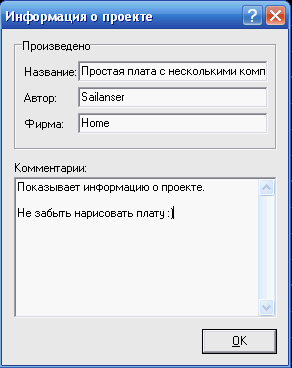 Информация о проекте
Произведено
Название: Простая плата с несколькими комп
Автор: Sailanser
Фирма: Home
Комментарии:
Показывает информацию о проекте.
Не забыть нарисовать плату :)
OK